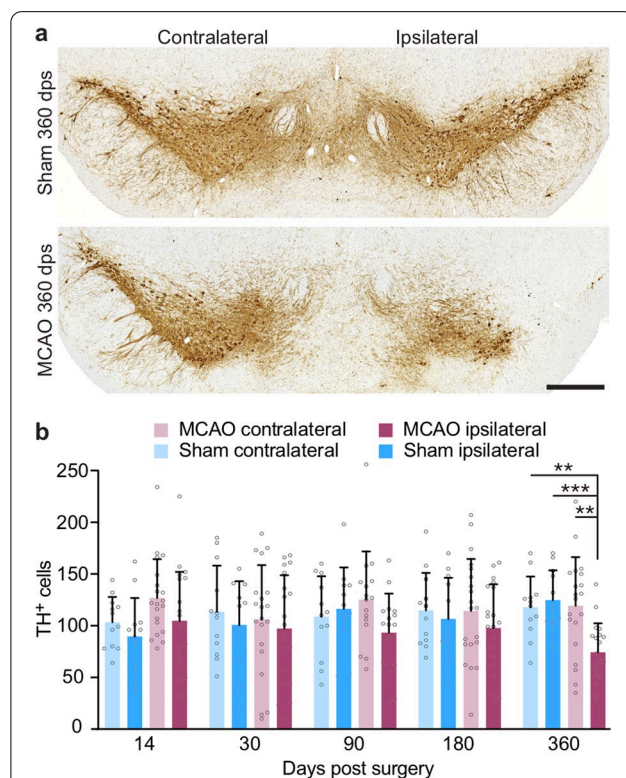 a
Contralateral Ipsilateral
Sham 360 dps
MCAO 360 dps
b
MCAO contralateral MCAO ipsilateral
Sham contralateral Sham ipsilateral
TH+ cells
250
200
150
100
50
0
**
***
**
14 30 90 180 360
Days post surgery